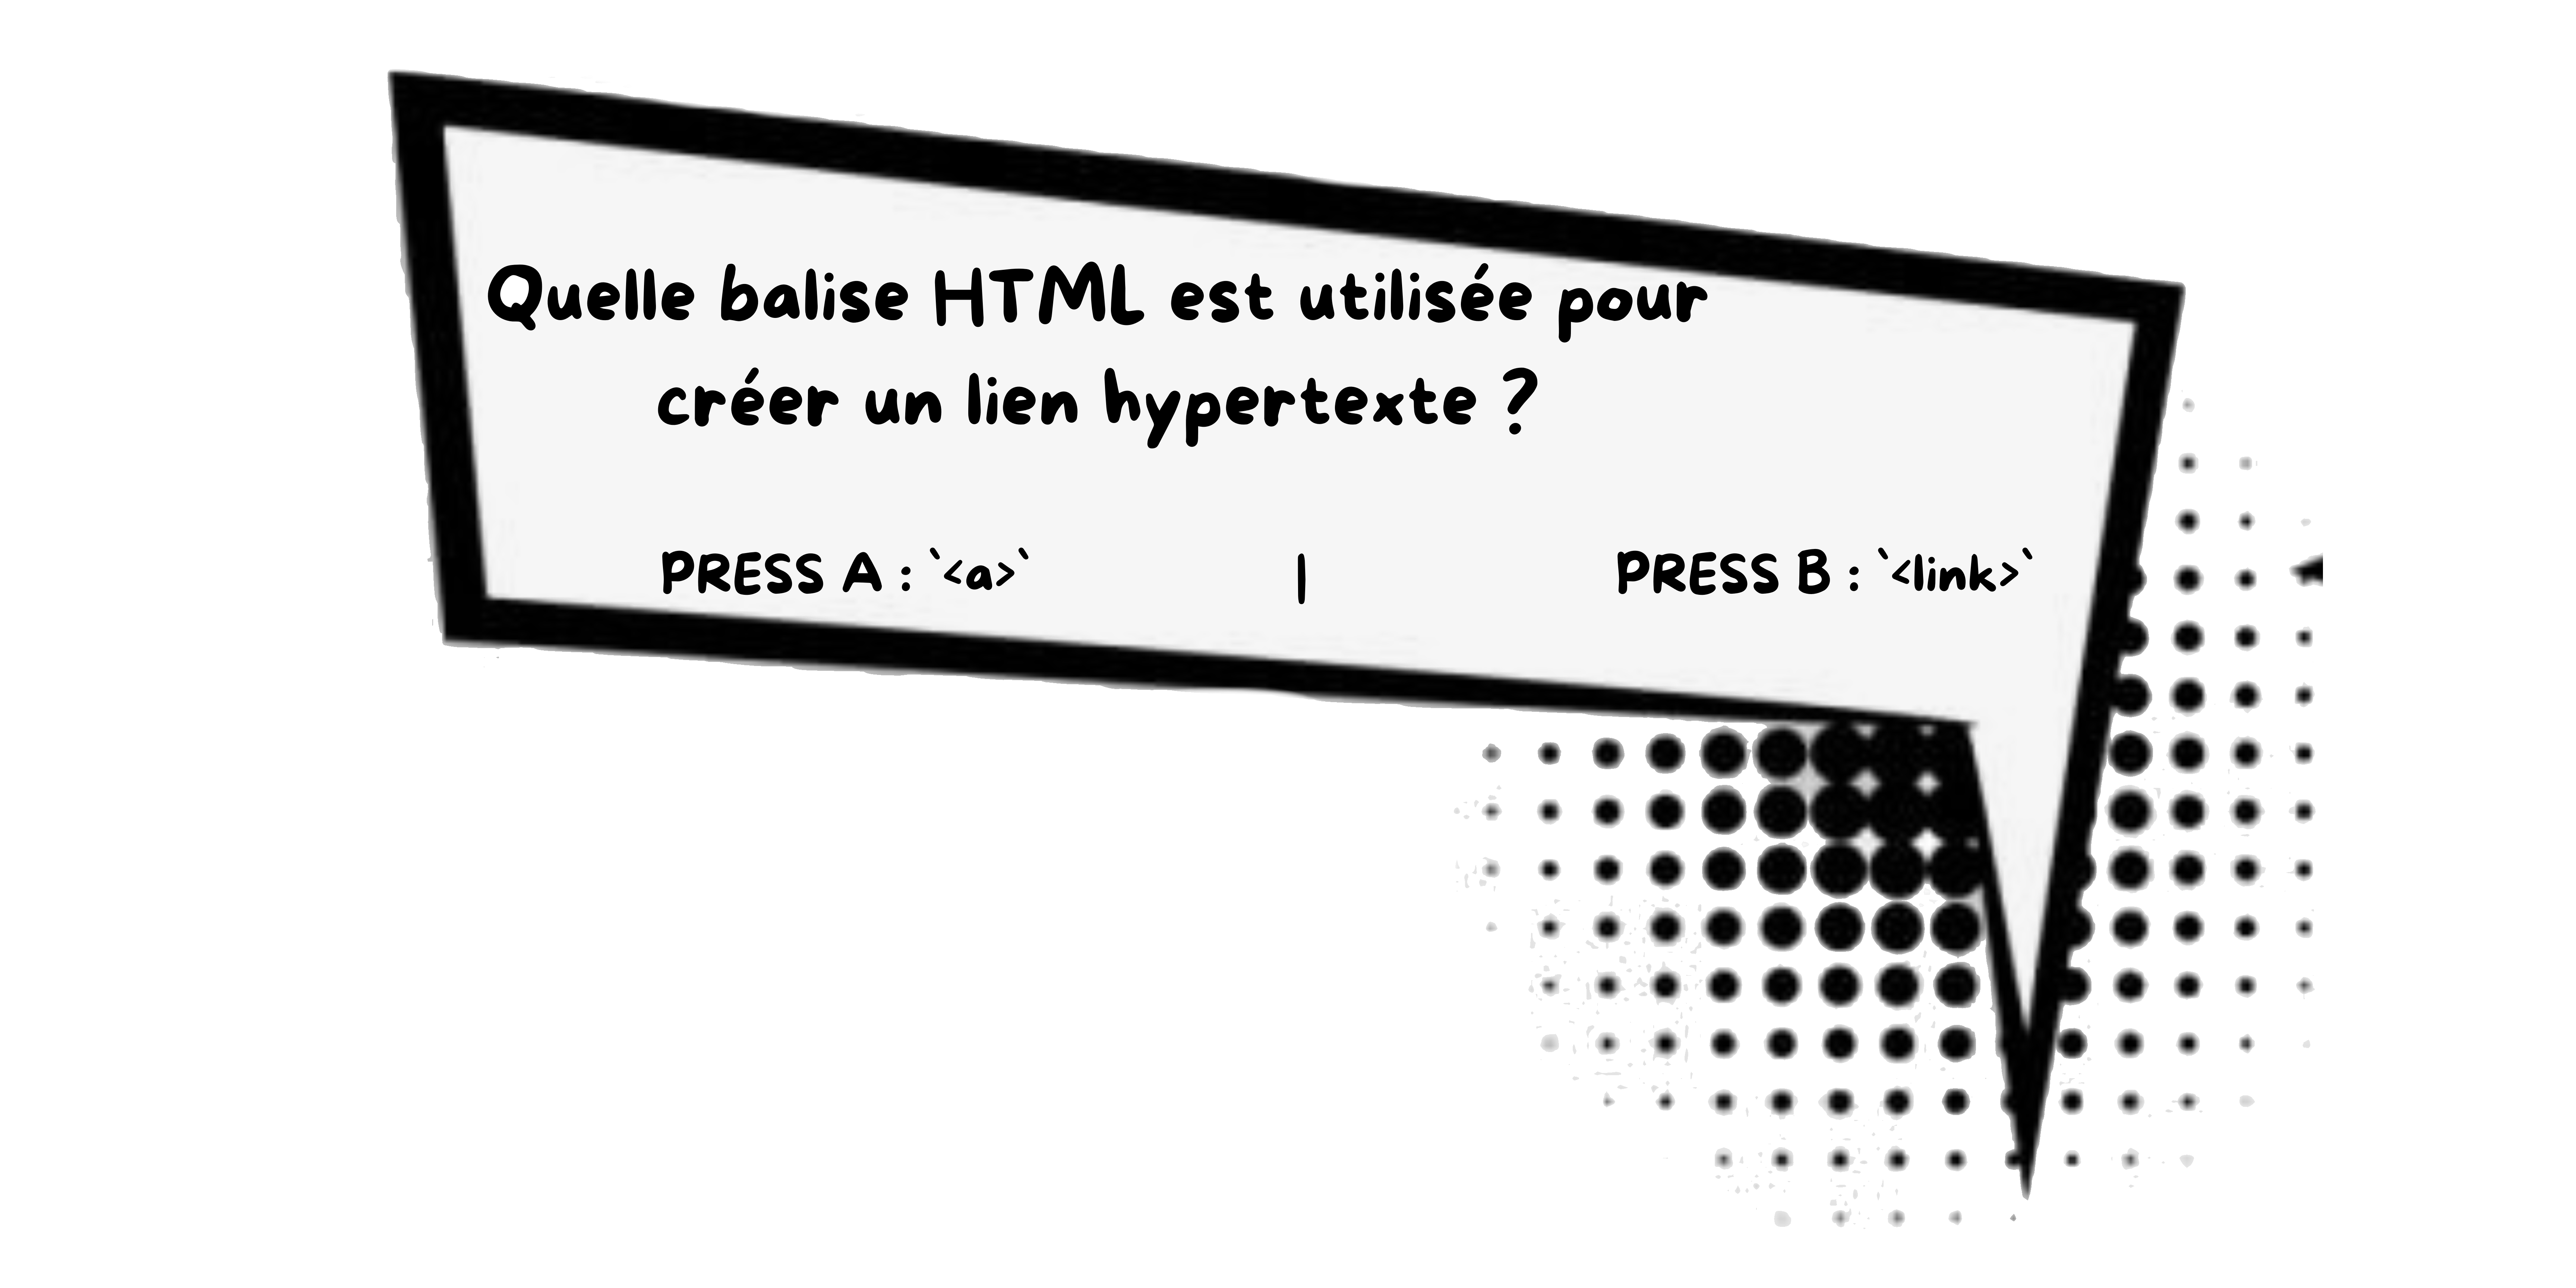 Quelle balise HTML est utilisée pour
créer un lien hypertexte ?
PRESS A : `<a>` | PRESS B : `<link>`